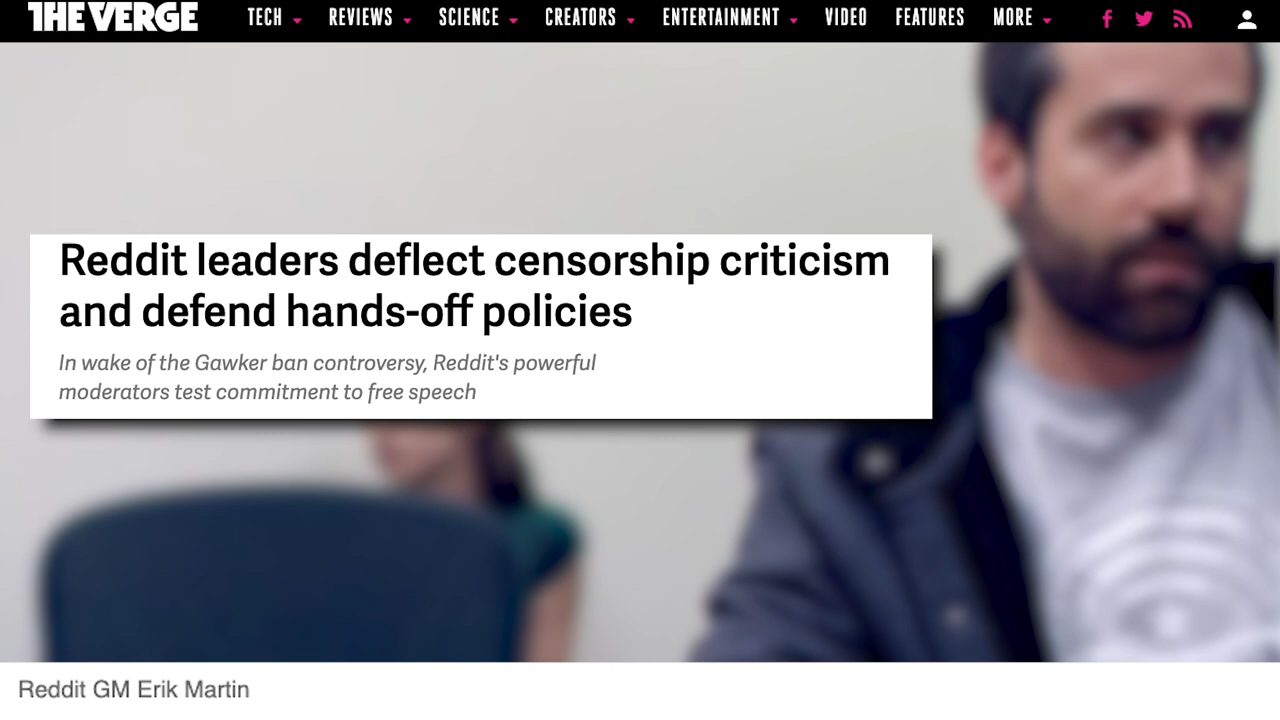 THE VERGE TECH REVIEWS SCIENCE CREATORS ENTERTAINMENT VIDEO FEATURES MORE
Reddit leaders deflect censorship criticism
and defend hands-off policies
In wake of the Gawker ban controversy, Reddit's powerful
moderators test commitment to free speech
Reddit GM Erik Martin